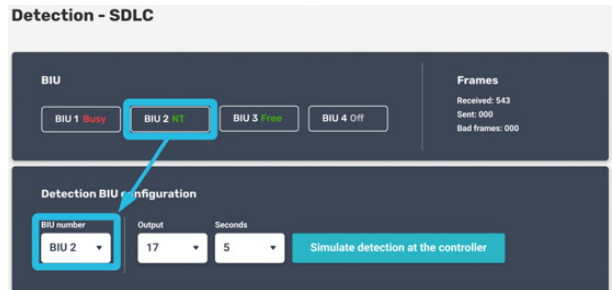 Detection - SDLC
BIU
BIU 1 Busy
BIU 2 NT
BIU 3 Free
BIU 4 Off
Frames
Received: 543
Sent: 000
Bad frames: 000
Detection BIU configuration
BIU number
Output
Seconds
BIU 2
17
5
Simulate detection at the controller